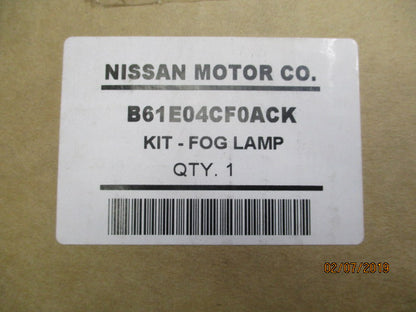 NISSAN MOTOR CO.
B61E04CF0ACK
KIT - FOG LAMP
QTY. 1
02/07/2019